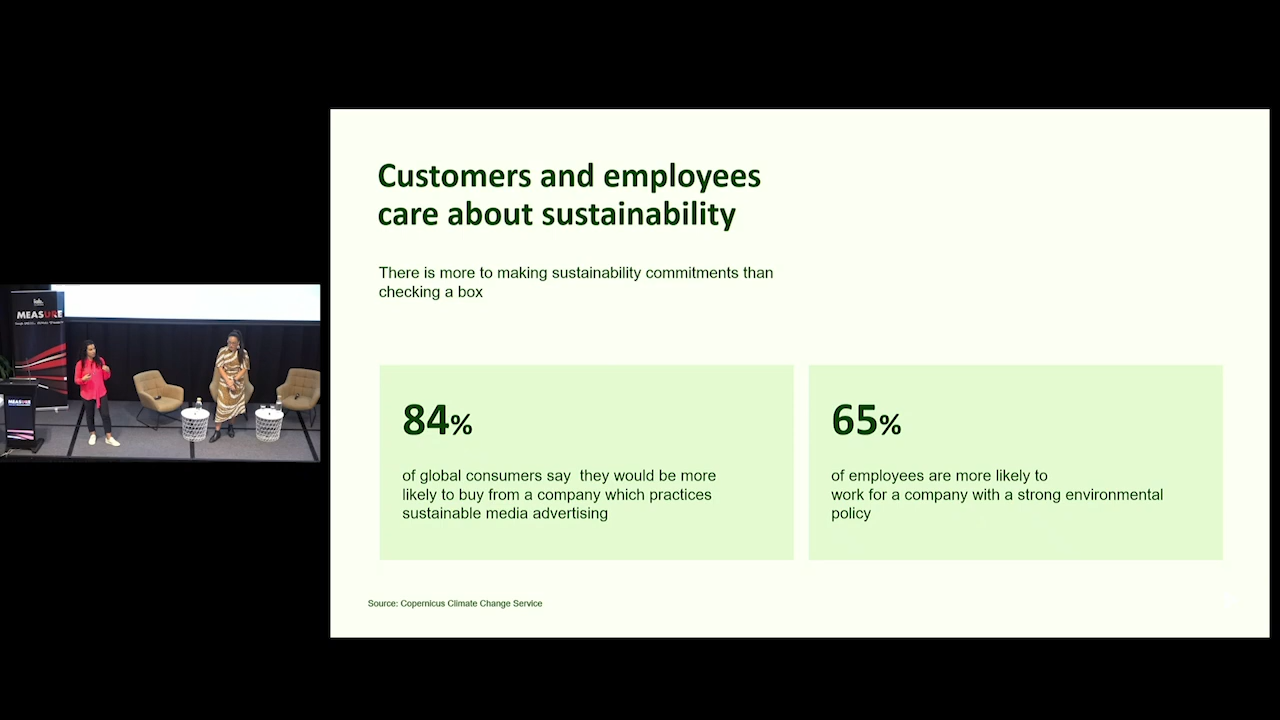 Customers and employees
care about sustainability
There is more to making sustainability commitments than
checking a box
84%
of global consumers say  they would be more
likely to buy from a company which practices
sustainable media advertising
65%
of employees are more likely to
work for a company with a strong environmental
policy
Source: Copernicus Climate Change Service
iab.
MEASURE
MEASURE